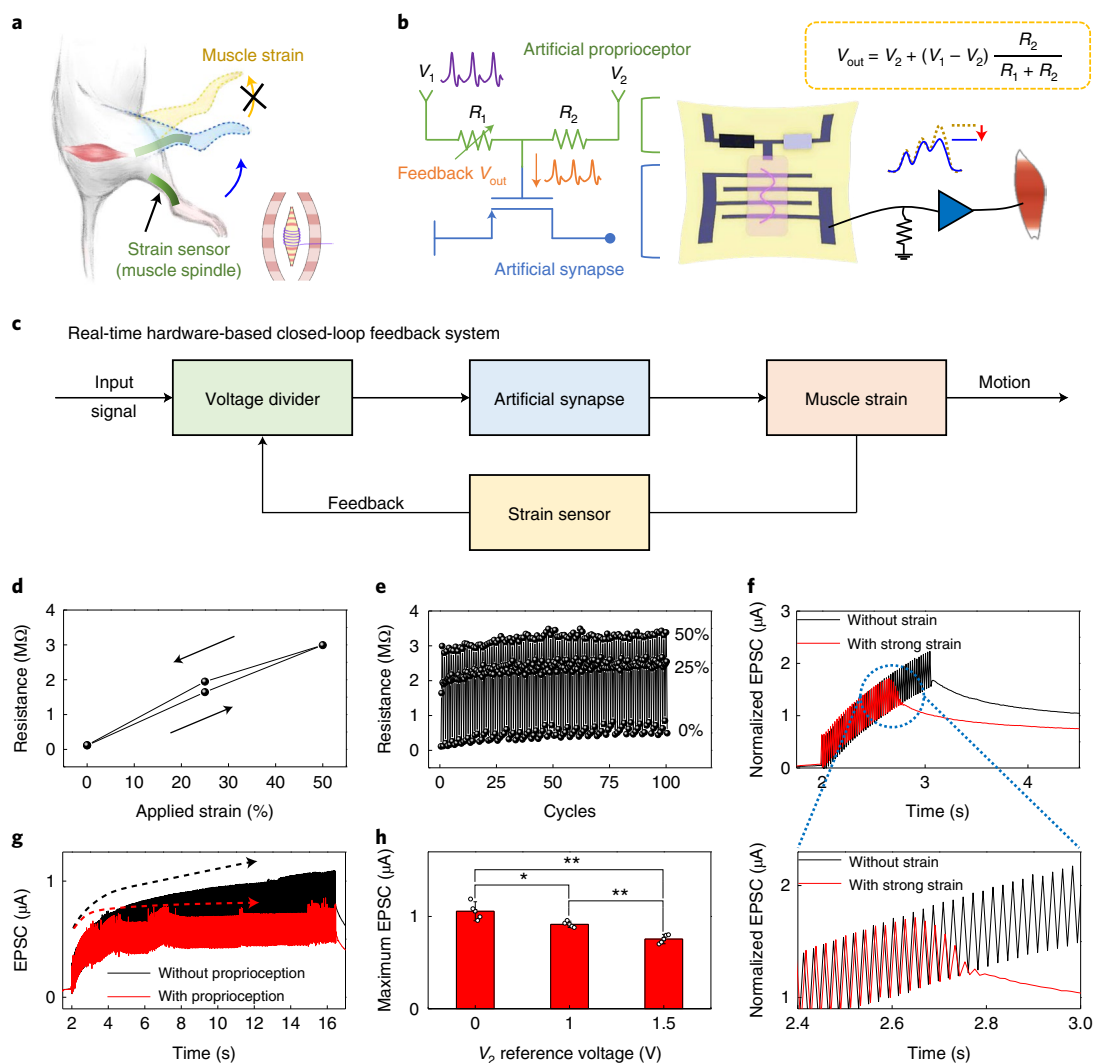 a
Muscle strain
Strain sensor
(muscle spindle)
b
Artificial proprioceptor
V1
V2
R1
R2
Feedback Vout
Artificial synapse
Vout = V2 + (V1 − V2) R2 / R1 + R2
c
Real-time hardware-based closed-loop feedback system
Input
signal
Voltage divider
Artificial synapse
Muscle strain
Motion
Feedback
Strain sensor
d
Resistance (MΩ)
4
3
2
1
0
0 10 20 30 40 50
Applied strain (%)
e
Resistance (MΩ)
4
3
2
1
0
50%
25%
0%
0 25 50 75 100
Cycles
f
Normalized EPSC (µA)
3
2
1
0
Without strain
With strong strain
2 3 4
Time (s)
g
EPSC (µA)
1
0
Without proprioception
With proprioception
2 4 6 8 10 12 14 16
Time (s)
h
Maximum EPSC (µA)
1
0
**
*
**
0 1 1.5
V2 reference voltage (V)
Normalized EPSC (µA)
2
1
Without strain
With strong strain
2.4 2.6 2.8 3.0
Time (s)